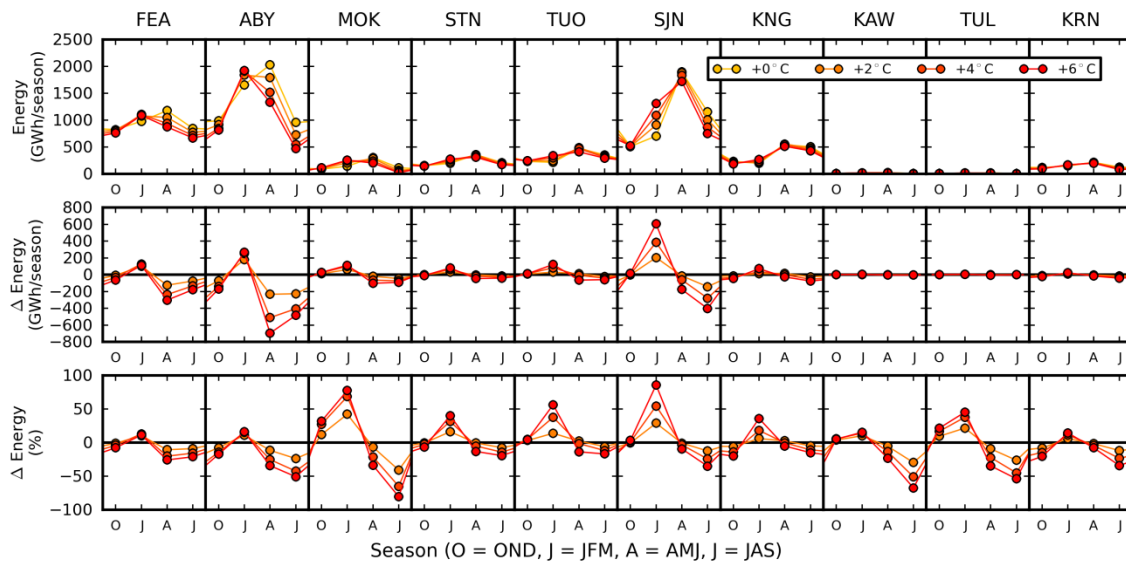 FEA ABY MOK STN TUO SJN KNG KAW TUL KRN
Energy
(GWh/season)
2500
2000
1500
1000
500
0
+0°C +2°C +4°C +6°C
O J A J O J A J O J A J O J A J O J A J O J A J O J A J O J A J O J A J O J A J
Δ Energy
(GWh/season)
800
600
400
200
0
−200
−400
−600
−800
O J A J O J A J O J A J O J A J O J A J O J A J O J A J O J A J O J A J O J A J
Δ Energy
(%)
100
50
0
−50
−100
O J A J O J A J O J A J O J A J O J A J O J A J O J A J O J A J O J A J O J A J
Season (O = OND, J = JFM, A = AMJ, J = JAS)